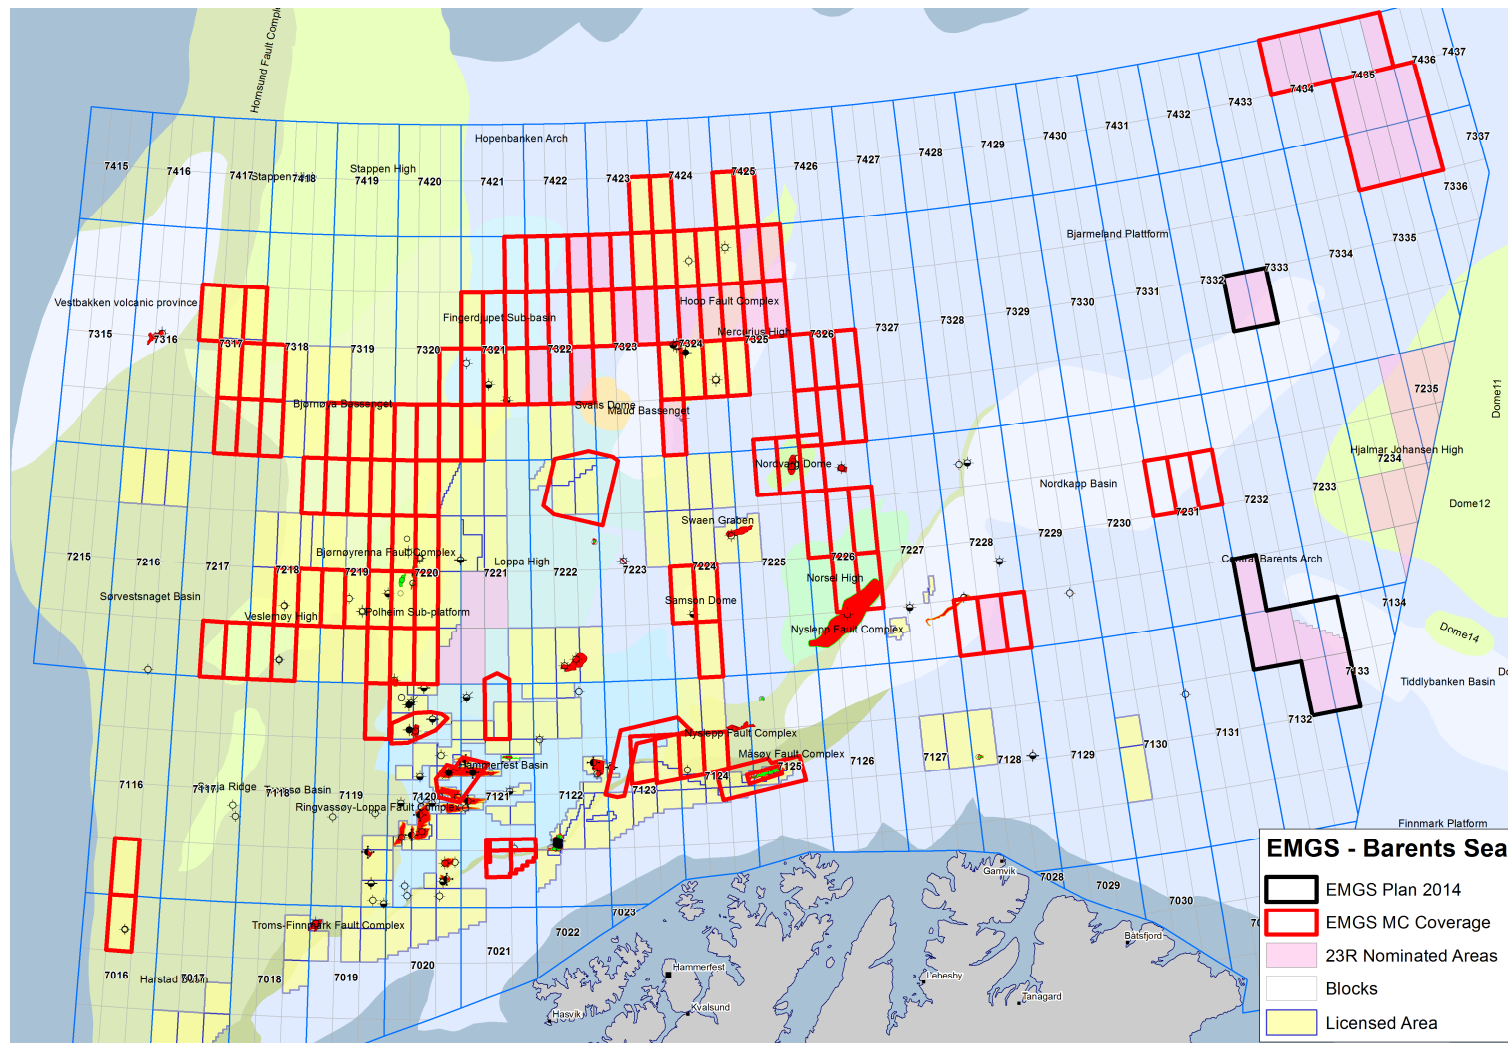 Hornsund Fault Comple
7437
7436
7435
7434
7433
7432
7431
7430
7429
7428
7427
7426
7425
7424
7423
7422
7421
7420
7419
7418
7417
7416
7415
Hopenbanken Arch
Stappen High
7337
7336
7335
7334
7333
7332
7331
7330
7329
7328
7327
7326
7325
7324
7323
7322
7321
7320
7319
7318
7317
7316
7315
Bjarmeland Plattform
Vestbakken volcanic province
Fingerdjupet Sub-basin
Hoop Fault Complex
Mercurius High
Bjørnøya Bassenget
Svalis Dome
Maud Bassenget
Dome11
7235
7234
7233
7232
7231
7230
7229
7228
7227
7226
7225
7224
7223
7222
7221
7220
7219
7218
7217
7216
7215
Hjalmar Johansen High
Nordvarg Dome
Nordkapp Basin
Dome12
Swaen Graben
Bjørnøyrenna Fault Complex
Loppa High
Central Barents Arch
Sørvestsnaget Basin
Norsel High
Samson Dome
Veslemøy High
Polheim Sub-platform
Nyslepp Fault Complex
Dome14
7134
7133
7132
7131
7130
7129
7128
7127
7126
7125
7124
7123
7122
7121
7120
7119
7118
7117
7116
Tiddlybanken Basin
Nyslepp Fault Complex
Måsøy Fault Complex
Hammerfest Basin
Senja Ridge
Tromsø Basin
Ringvassøy-Loppa Fault Complex
Finnmark Platform
Troms-Finnmark Fault Complex
Harstad Basin
7030
7029
7028
7023
7022
7021
7020
7019
7018
7017
7016
Gamvik
Båtsfjord
Hammerfest
Lebesby
Tanagard
Kvalsund
Hasvik
EMGS - Barents Sea
EMGS Plan 2014
EMGS MC Coverage
23R Nominated Areas
Blocks
Licensed Area